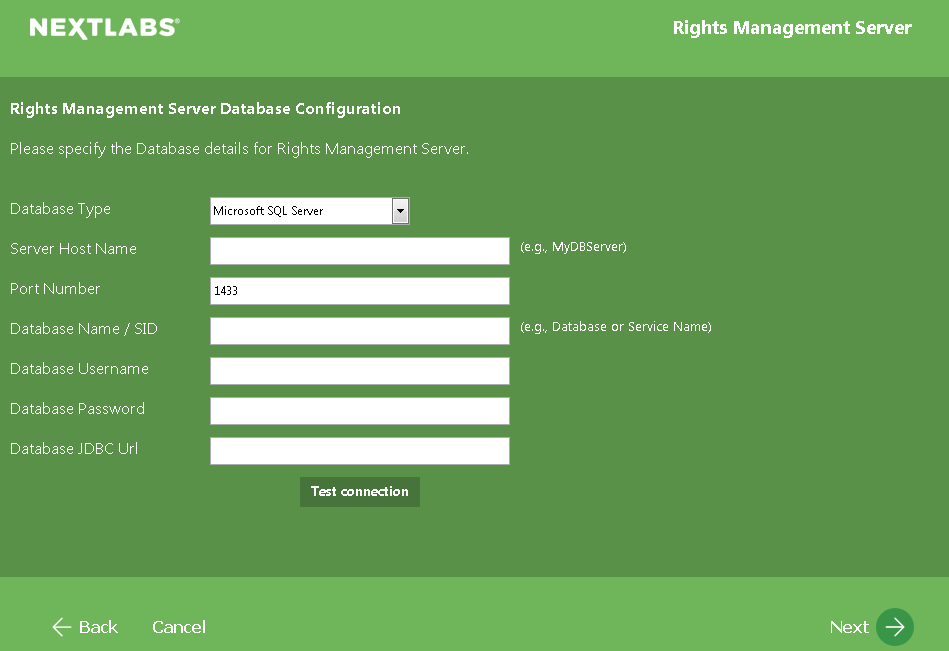 NEXTLABS®
Rights Management Server
Rights Management Server Database Configuration
Please specify the Database details for Rights Management Server.
Database Type
Microsoft SQL Server
Server Host Name
(e.g., MyDBServer)
Port Number
1433
Database Name / SID
(e.g., Database or Service Name)
Database Username
Database Password
Database JDBC Url
Test connection
Back
Cancel
Next